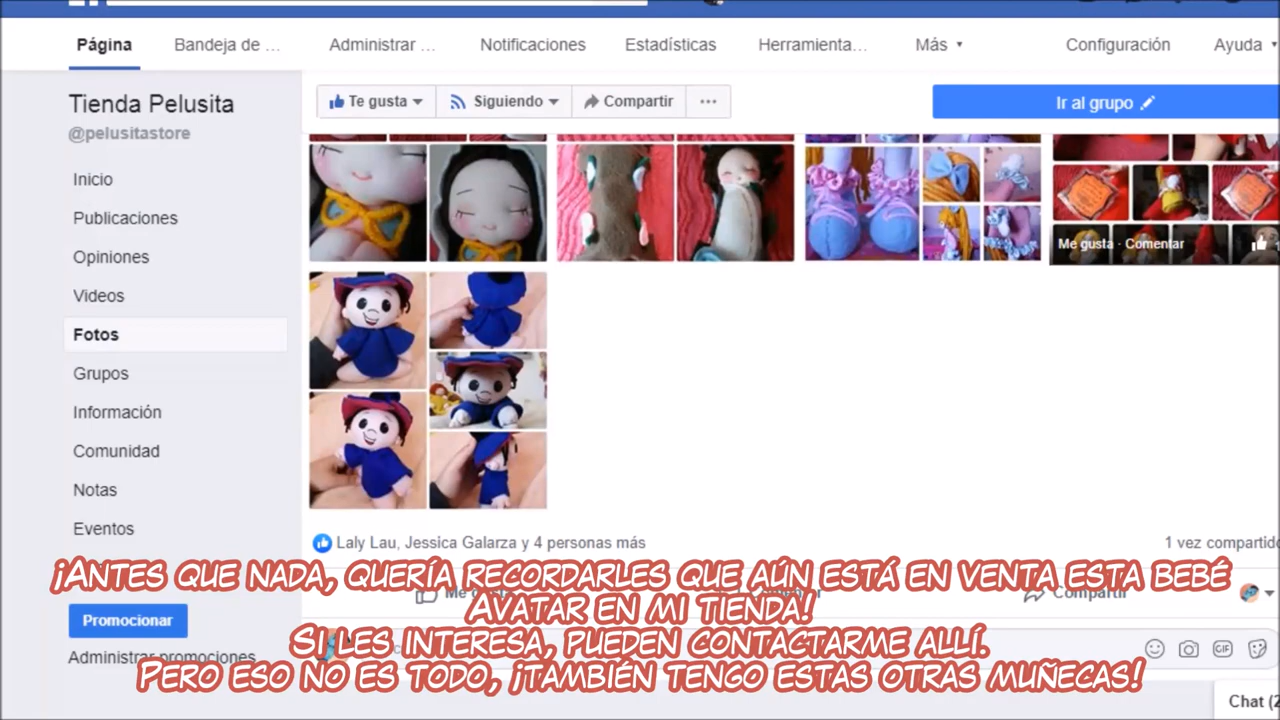 Página Bandeja de ... Administrar ... Notificaciones Estadísticas Herramienta... Más Configuración Ayuda
Tienda Pelusita
@pelusitastore
Te gusta Siguiendo Compartir ...
Ir al grupo
Inicio
Publicaciones
Opiniones
Videos
Fotos
Grupos
Información
Comunidad
Notas
Eventos
Promocionar
Administrar promociones
Me gusta · Comentar
Laly Lau, Jessica Galarza y 4 personas más
1 vez compartido
Compartir
¡Antes que nada, quería recordarles que aún está en venta esta bebé
Avatar en mi tienda!
Si les interesa, pueden contactarme allí.
Pero eso no es todo, ¡también tengo estas otras muñecas!
GIF
Chat (2